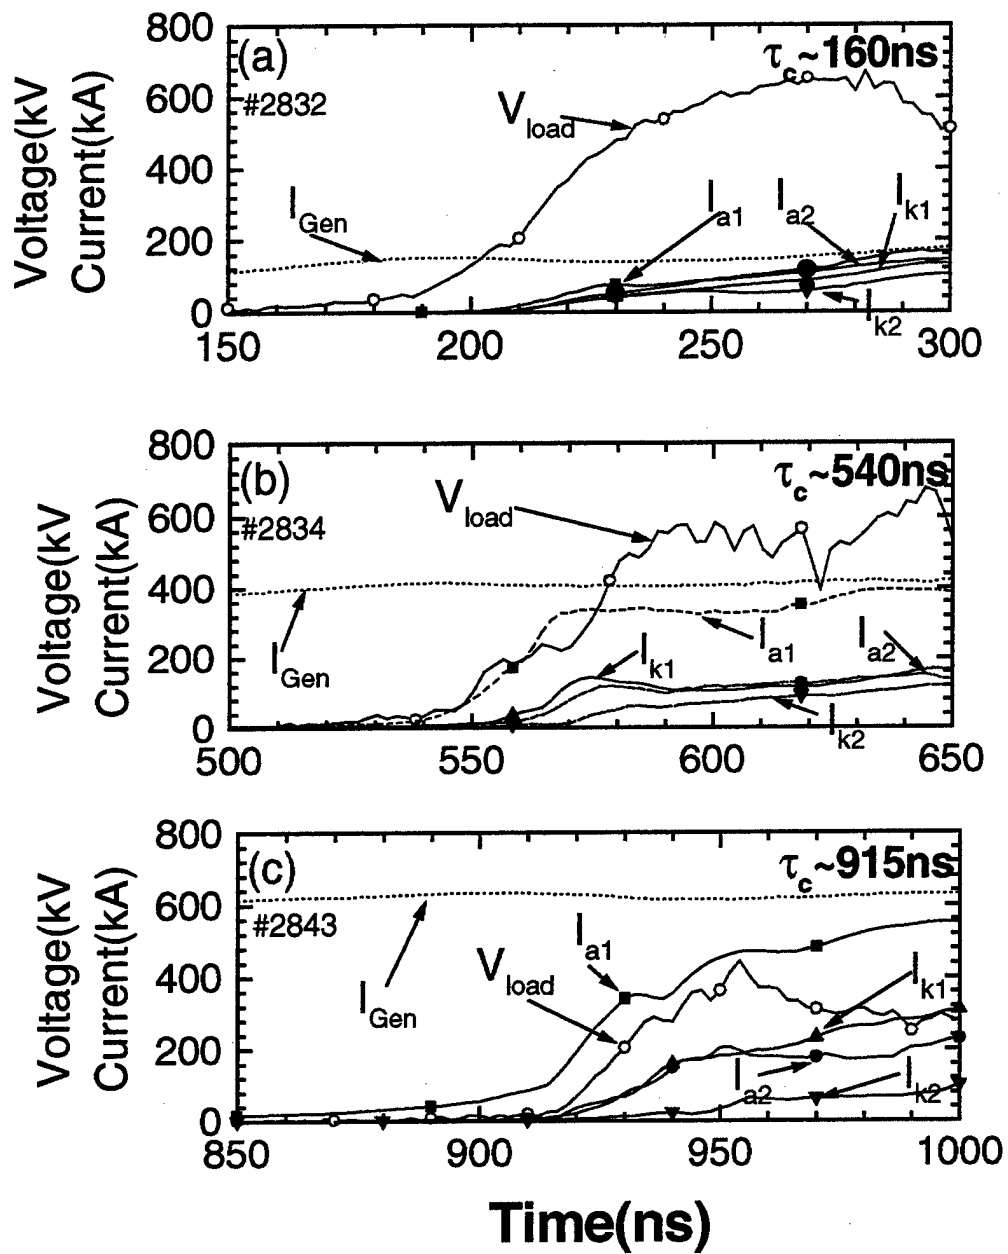 Voltage(kV
Current(kA)
800
600
400
200
0
(a)
#2832
τc~160ns
Vload
IGen
Ia1
Ia2
Ik1
Ik2
150
200
250
300
Voltage(kV
Current(kA)
800
600
400
200
0
(b)
#2834
τc~540ns
Vload
IGen
Ik1
Ia1
Ia2
Ik2
500
550
600
650
Voltage(kV
Current(kA)
800
600
400
200
0
(c)
#2843
τc~915ns
Ia1
Vload
IGen
Ik1
Ia2
Ik2
850
900
950
1000
Time(ns)